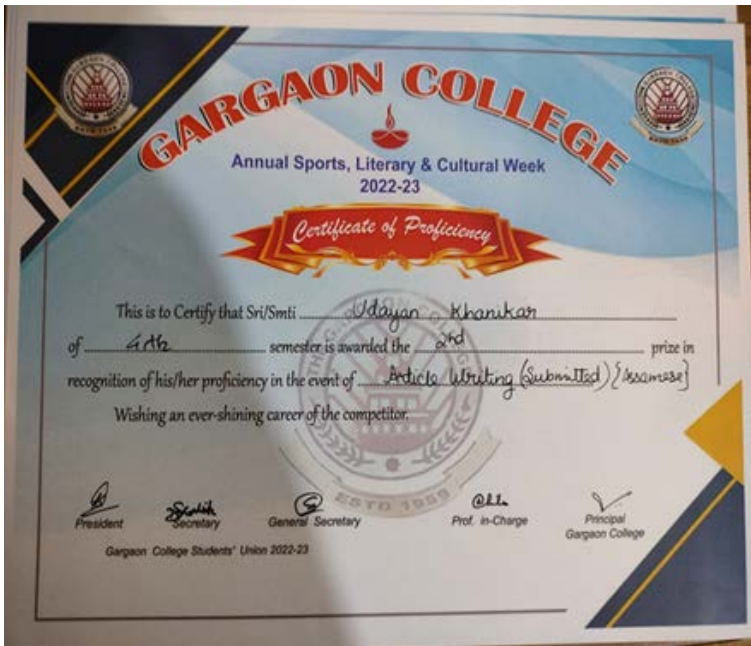 GARGAON COLLEGE
Annual Sports, Literary & Cultural Week
2022-23
Certificate of Proficiency
This is to Certify that Sri/Smti Udayan Khanikar
of 4th semester is awarded the 2nd prize in
recognition of his/her proficiency in the event of Article Writing (Submitted) {Assamese}
Wishing an ever-shining career of the competitor.
ESTD 1959
President Secretary General Secretary Prof. in-Charge Principal
Gargaon College
Gargaon College Students' Union 2022-23